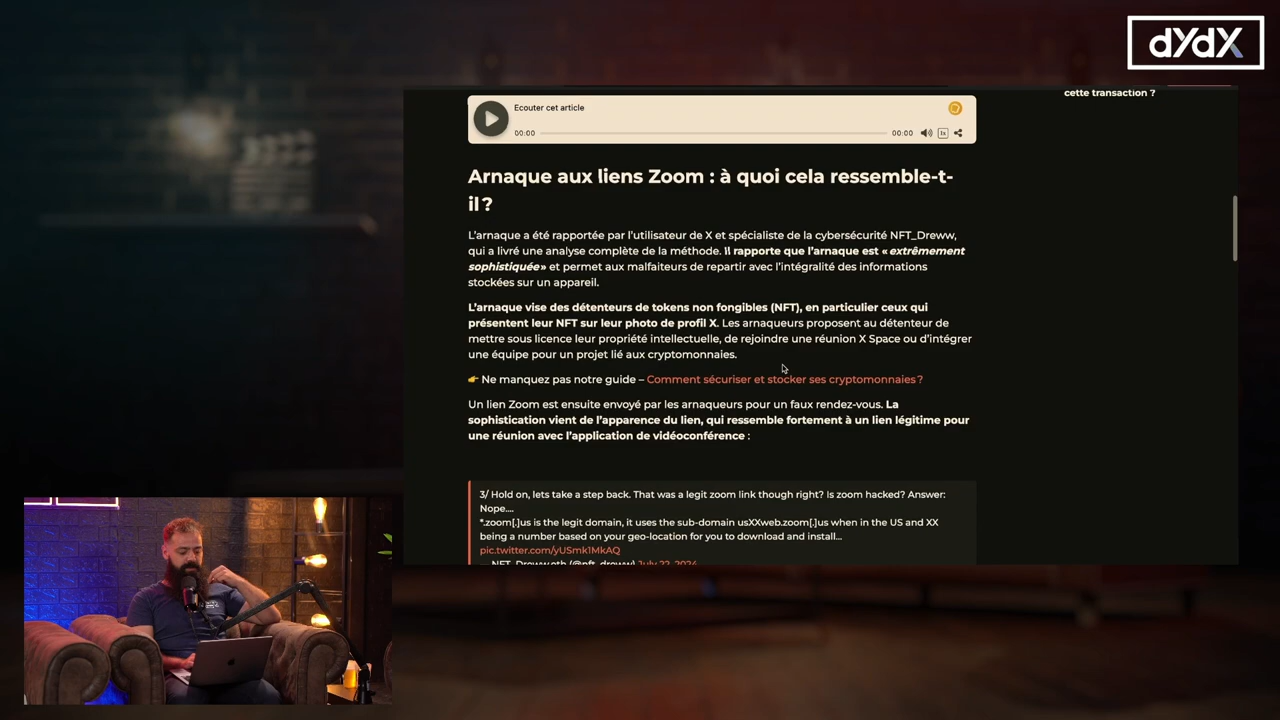 dYdX
cette transaction ?
Ecouter cet article
00:00
00:00
1x
Arnaque aux liens Zoom : à quoi cela ressemble-t-
il ?
L’arnaque a été rapportée par l’utilisateur de X et spécialiste de la cybersécurité NFT_Dreww,
qui a livré une analyse complète de la méthode. Il rapporte que l’arnaque est « extrêmement
sophistiquée » et permet aux malfaiteurs de repartir avec l’intégralité des informations
stockées sur un appareil.
L’arnaque vise des détenteurs de tokens non fongibles (NFT), en particulier ceux qui
présentent leur NFT sur leur photo de profil X. Les arnaqueurs proposent au détenteur de
mettre sous licence leur propriété intellectuelle, de rejoindre une réunion X Space ou d’intégrer
une équipe pour un projet lié aux cryptomonnaies.
👉 Ne manquez pas notre guide – Comment sécuriser et stocker ses cryptomonnaies ?
Un lien Zoom est ensuite envoyé par les arnaqueurs pour un faux rendez-vous. La
sophistication vient de l’apparence du lien, qui ressemble fortement à un lien légitime pour
une réunion avec l’application de vidéoconférence :
3/ Hold on, lets take a step back. That was a legit zoom link though right? Is zoom hacked? Answer:
Nope....
*.zoom[.]us is the legit domain, it uses the sub-domain usXXweb.zoom[.]us when in the US and XX
being a number based on your geo-location for you to download and install...
pic.twitter.com/yUSmk1MkAQ
— NFT_Dreww.eth (@nft_dreww) July 22, 2024